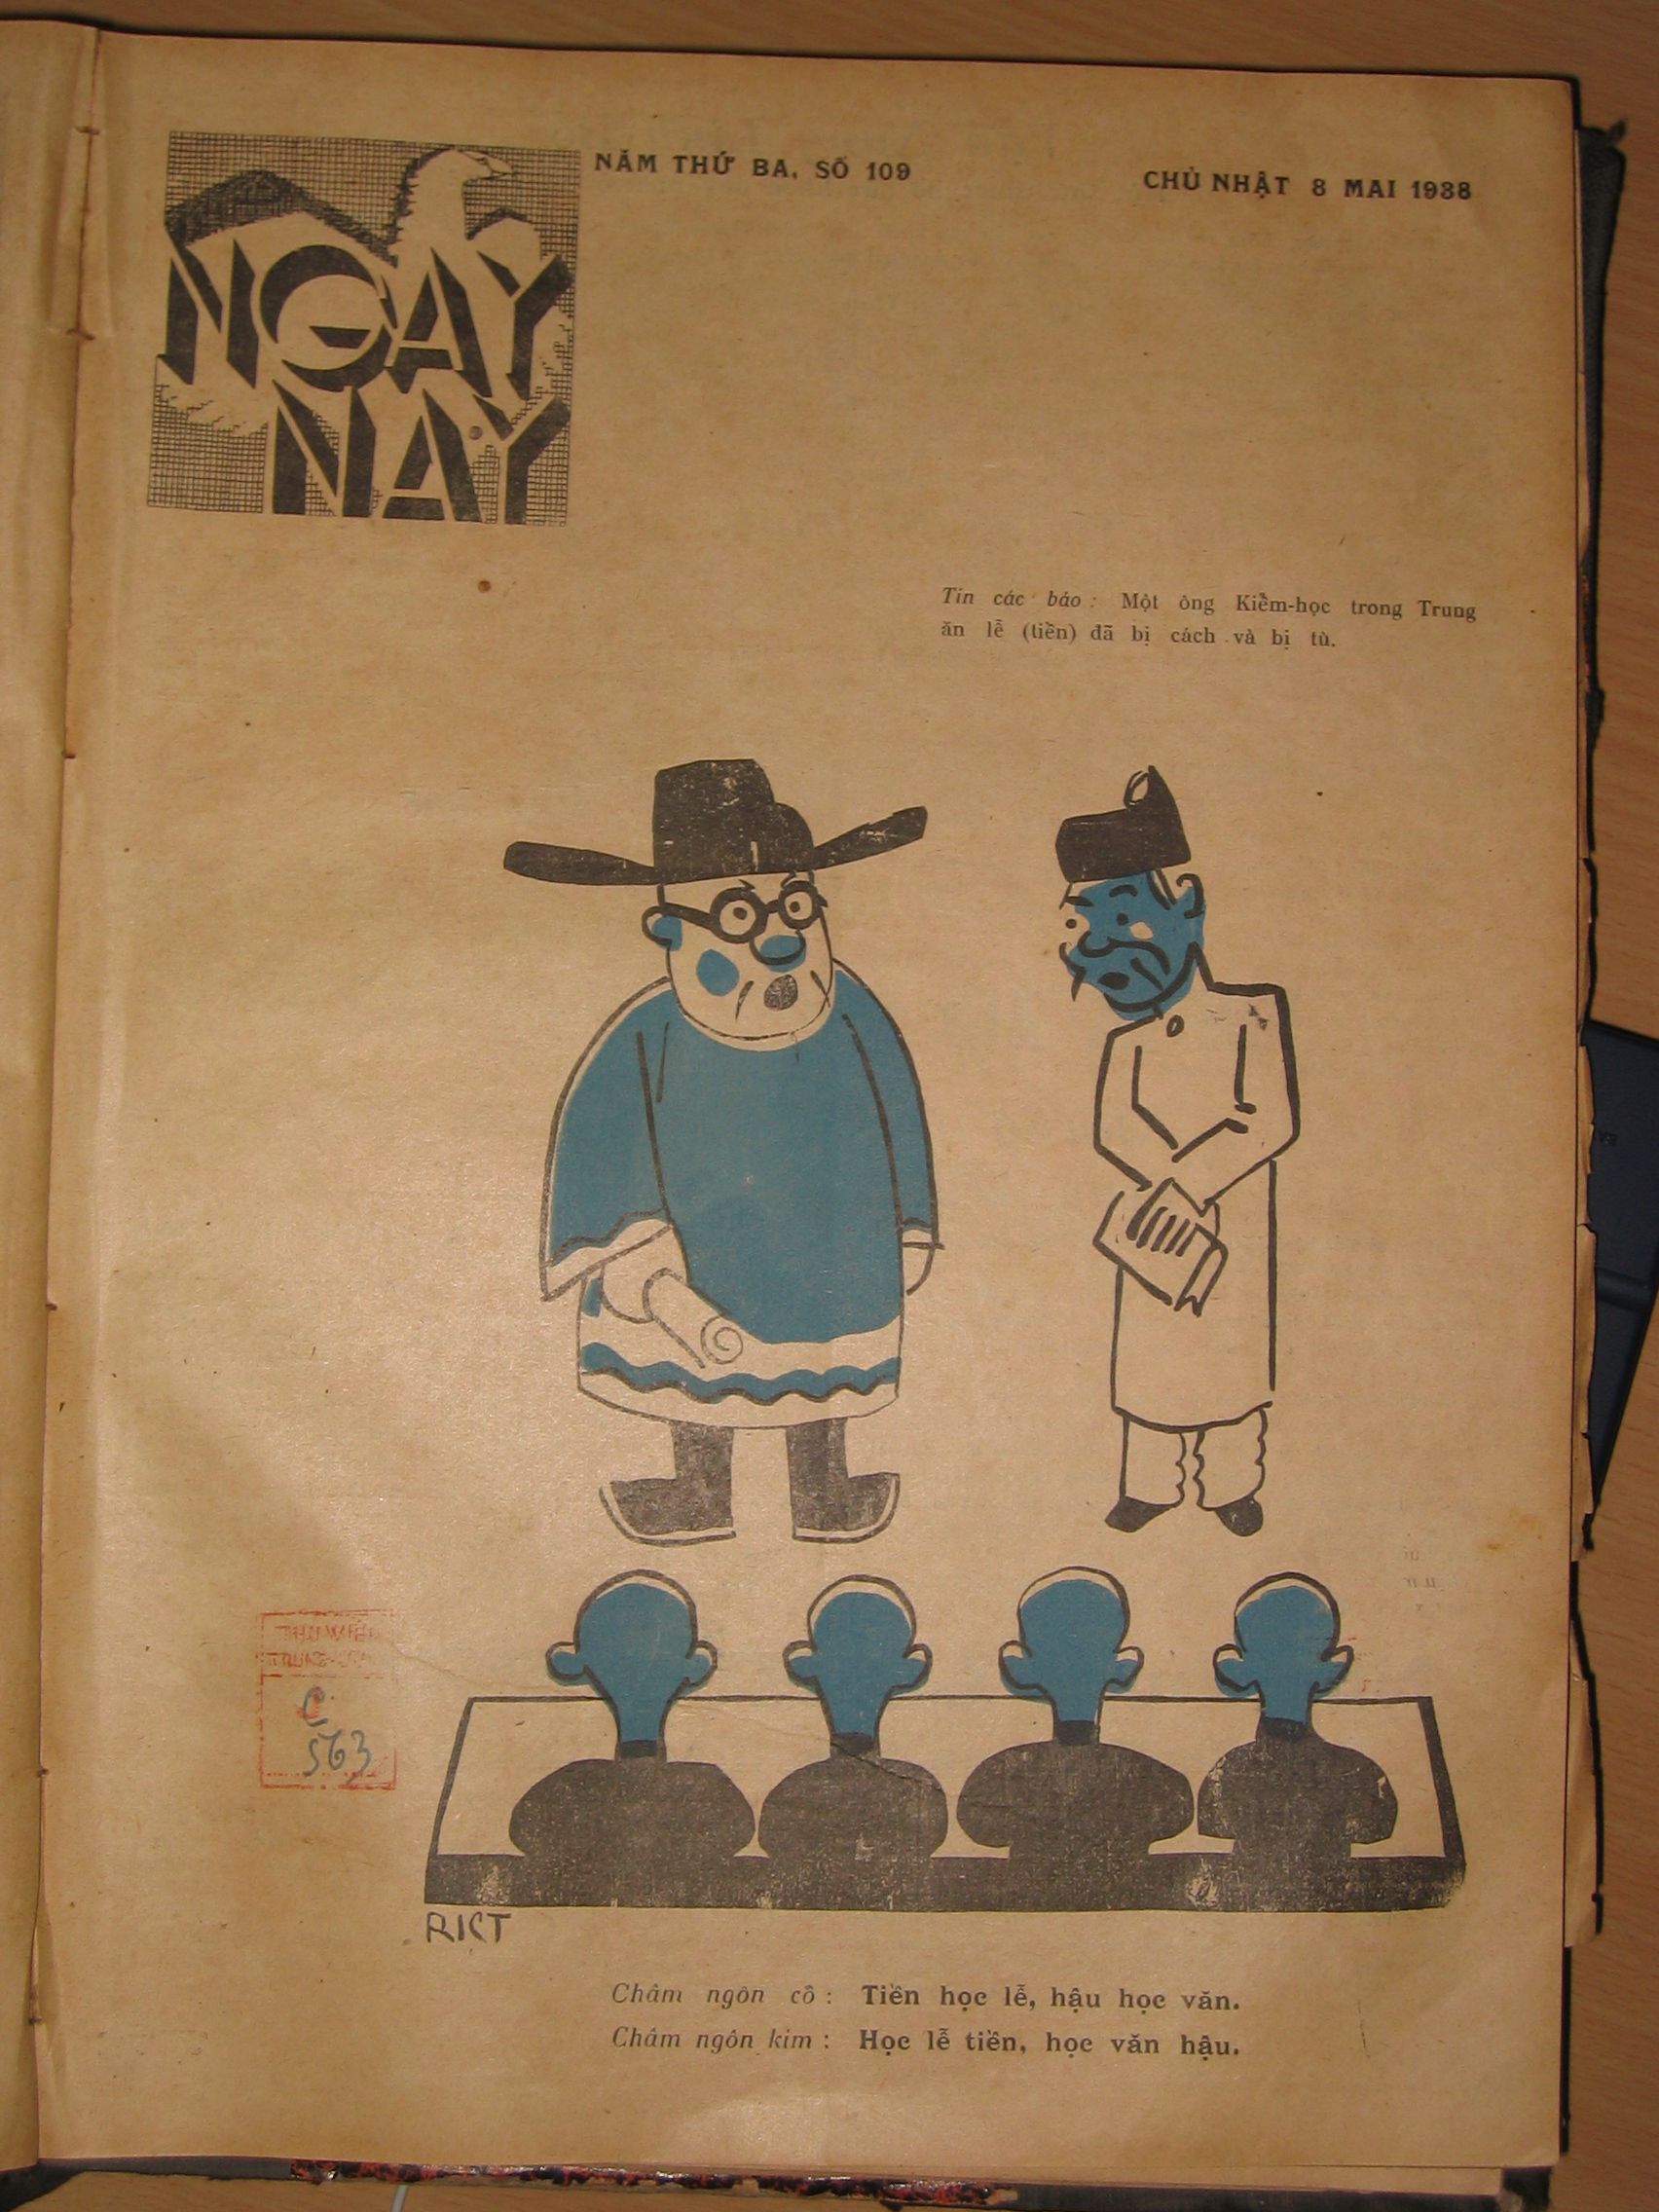 NGAY
NAY
NĂM THỨ BA, SỐ 109
CHỦ NHẬT 8 MAI 1938
Tin các báo : Một ông Kiểm-học trong Trung
ăn lễ (tiền) đã bị cách và bị tù.
C
563
RICT
Châm ngôn cổ : Tiên học lễ, hậu học văn.
Châm ngôn kim : Học lễ tiền, học văn hậu.